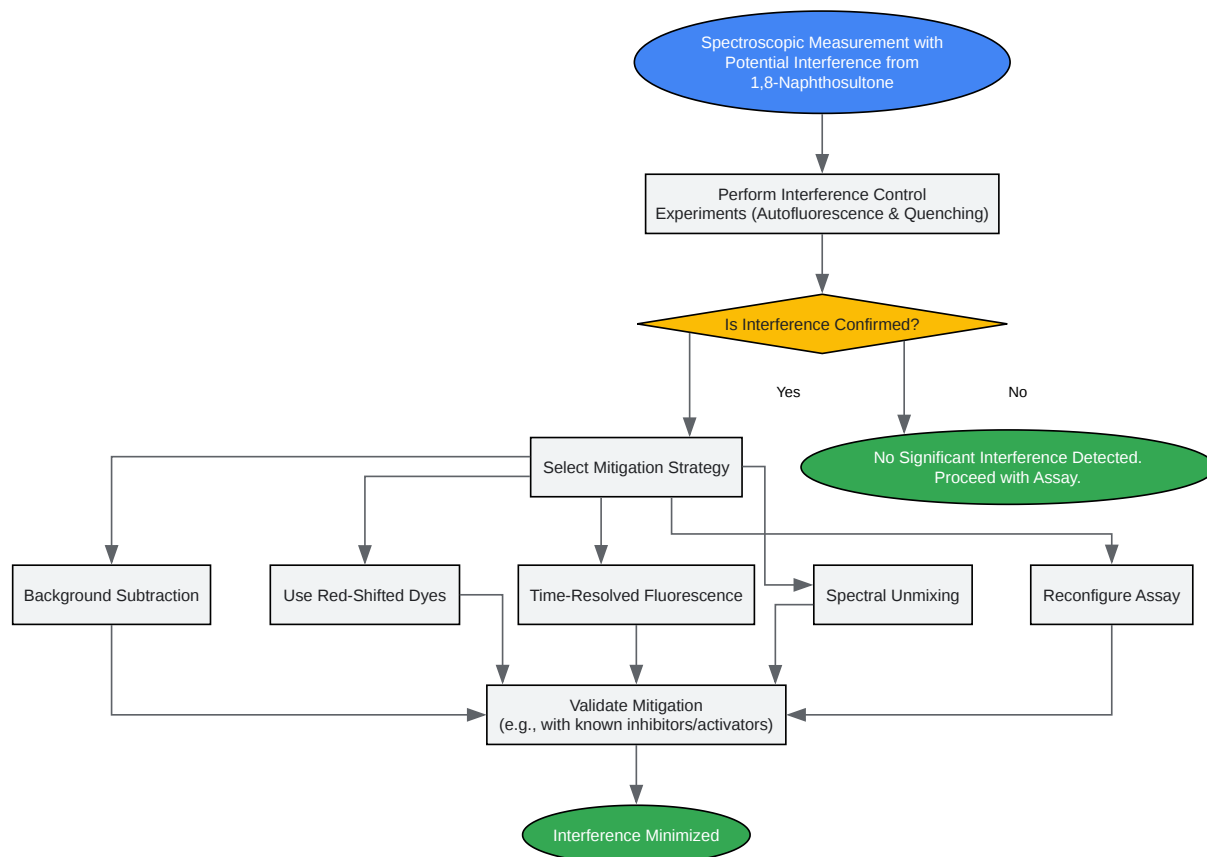 Spectroscopic Measurement with
Potential Interference from
1,8-Naphthosultone
Perform Interference Control
Experiments (Autofluorescence & Quenching)
Is Interference Confirmed?
Yes
No
Select Mitigation Strategy
No Significant Interference Detected.
Proceed with Assay.
Background Subtraction
Use Red-Shifted Dyes
Time-Resolved Fluorescence
Spectral Unmixing
Reconfigure Assay
Validate Mitigation
(e.g., with known inhibitors/activators)
Interference Minimized